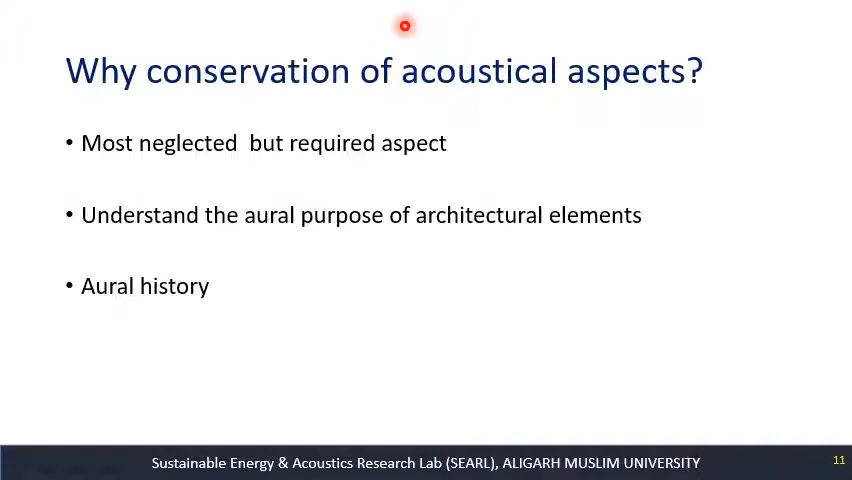 Why conservation of acoustical aspects?
• Most neglected  but required aspect
• Understand the aural purpose of architectural elements
• Aural history
Sustainable Energy & Acoustics Research Lab (SEARL), ALIGARH MUSLIM UNIVERSITY
11